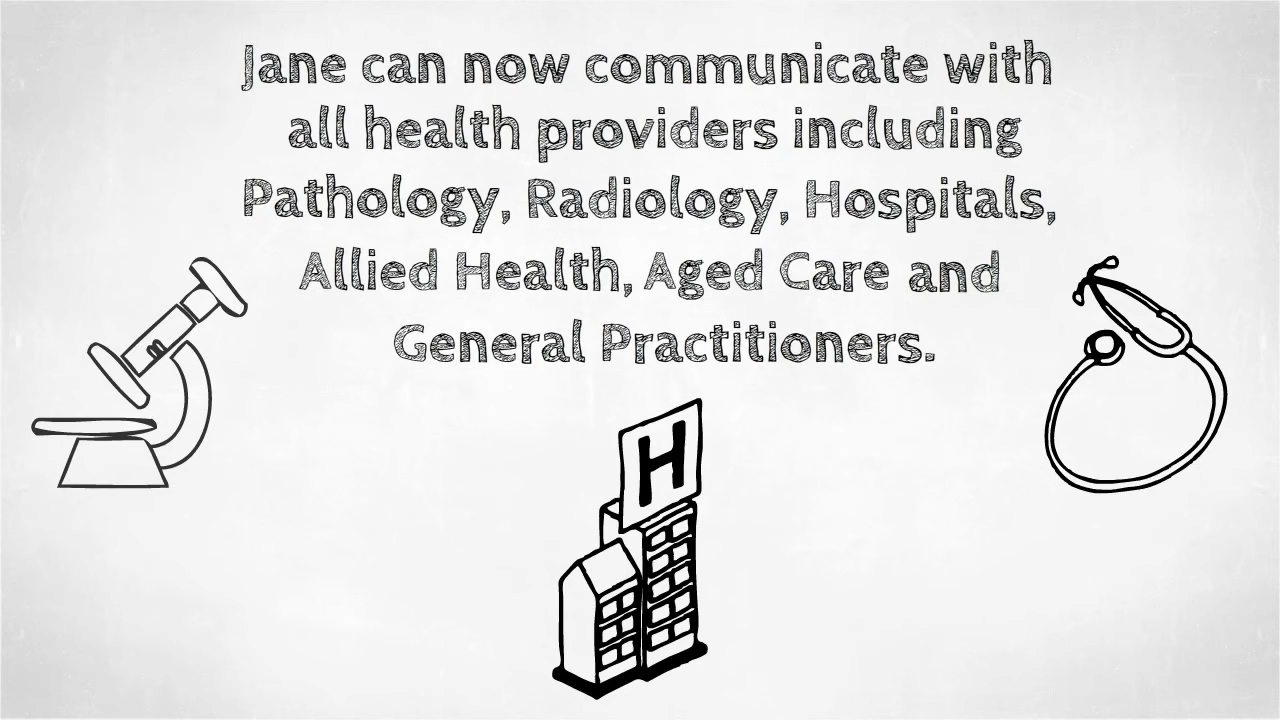 Jane can now communicate with
all health providers including
Pathology, Radiology, Hospitals,
Allied Health, Aged Care and
General Practitioners.
H